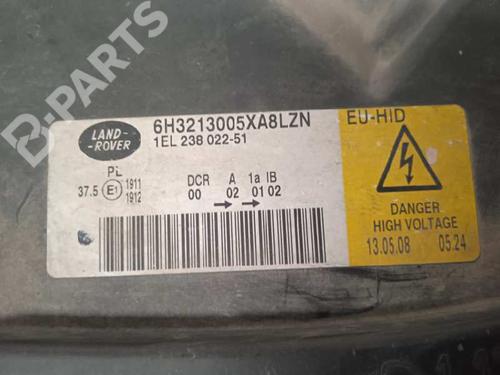 B-PARTS
LAND-
ROVER
6H3213005XA8LZN
1EL 238 022-51
EU-HID
PL
37.5 E1 1911
1912
DCR A 1a IB
00 02 01 02
DANGER
HIGH VOLTAGE
13.05.08 05.24